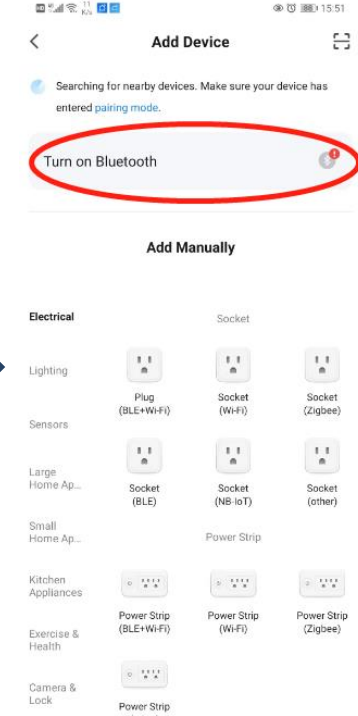 11
K/s
15:51
Add Device
Searching for nearby devices. Make sure your device has
entered pairing mode.
Turn on Bluetooth
Add Manually
Electrical
Socket
Lighting
Plug
(BLE+Wi-Fi)
Socket
(Wi-Fi)
Socket
(Zigbee)
Sensors
Large
Home Ap...
Socket
(BLE)
Socket
(NB-IoT)
Socket
(other)
Small
Home Ap...
Power Strip
Kitchen
Appliances
Power Strip
(BLE+Wi-Fi)
Power Strip
(Wi-Fi)
Power Strip
(Zigbee)
Exercise &
Health
Camera &
Lock
Power Strip